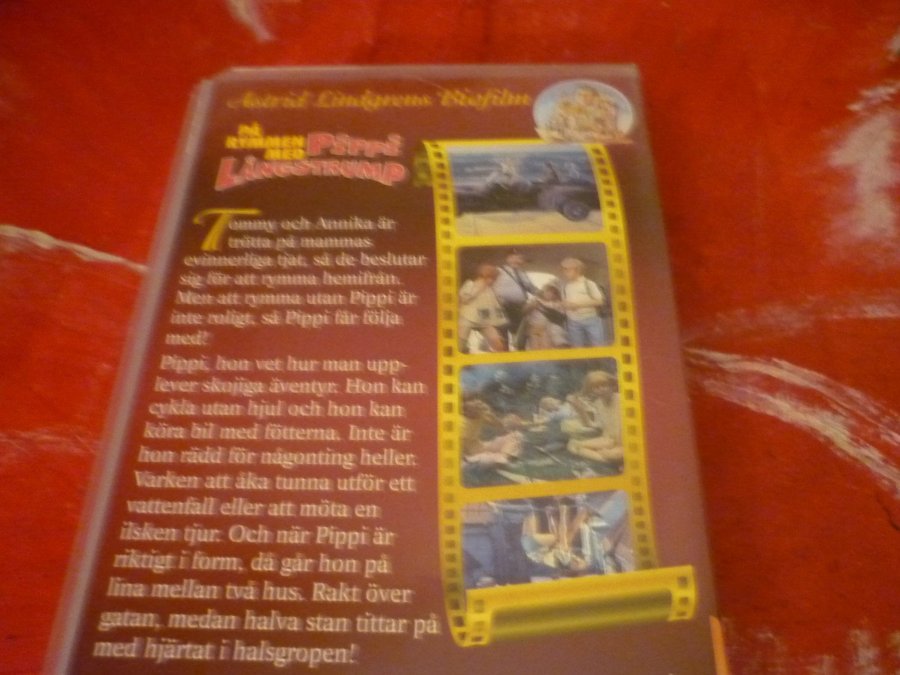 Astrid Lindgrens Biofilm
PÅ
RYMMEN
MED
Pippi
LÅNGSTRUMP
Tommy och Annika är
trötta på mammas
evinnerliga tjat, så de beslutar
sig för att rymma hemifrån.
Men att rymma utan Pippi är
inte roligt, så Pippi får följa
med!
Pippi, hon vet hur man upp-
lever skojiga äventyr. Hon kan
cykla utan hjul och hon kan
köra bil med fötterna. Inte är
hon rädd för någonting heller.
Varken att åka tunna utför ett
vattenfall eller att möta en
ilsken tjur. Och när Pippi är
riktigt i form, då går hon på
lina mellan två hus. Rakt över
gatan, medan halva stan tittar på
med hjärtat i halsgropen!